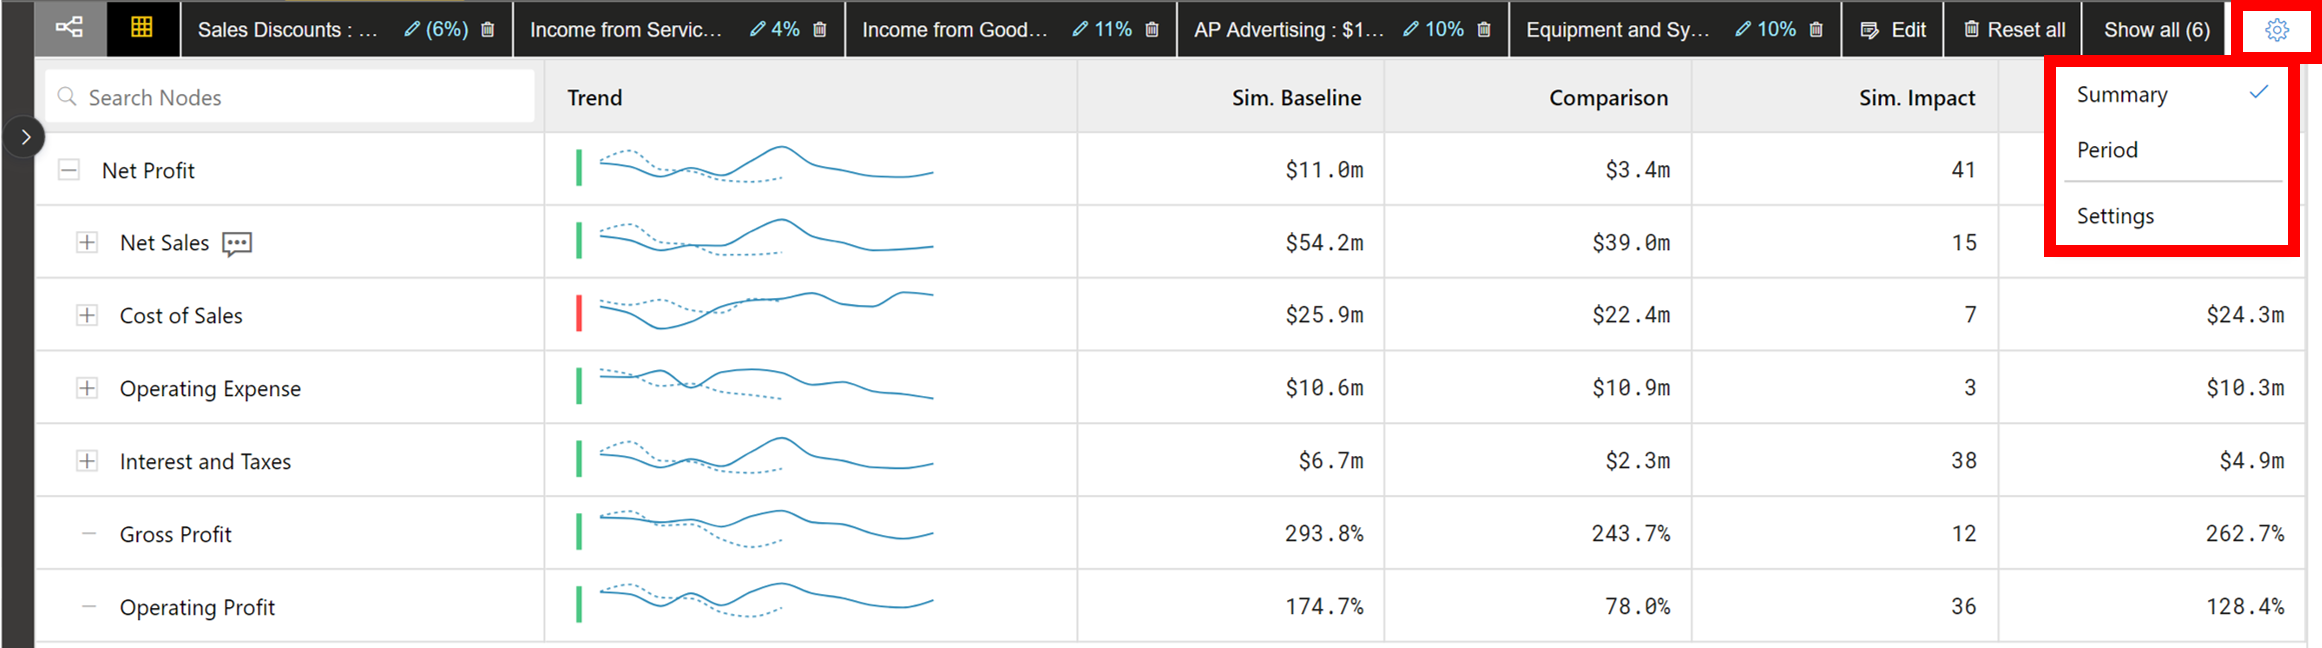 Sales Discounts : ... (6%) Income from Servic... 4% Income from Good... 11% AP Advertising : $1... 10% Equipment and Sy... 10% Edit Reset all Show all (6)
Search Nodes Trend Sim. Baseline Comparison Sim. Impact
Summary
Period
Settings
Net Profit $11.0m $3.4m 41
Net Sales $54.2m $39.0m 15
Cost of Sales $25.9m $22.4m 7 $24.3m
Operating Expense $10.6m $10.9m 3 $10.3m
Interest and Taxes $6.7m $2.3m 38 $4.9m
Gross Profit 293.8% 243.7% 12 262.7%
Operating Profit 174.7% 78.0% 36 128.4%